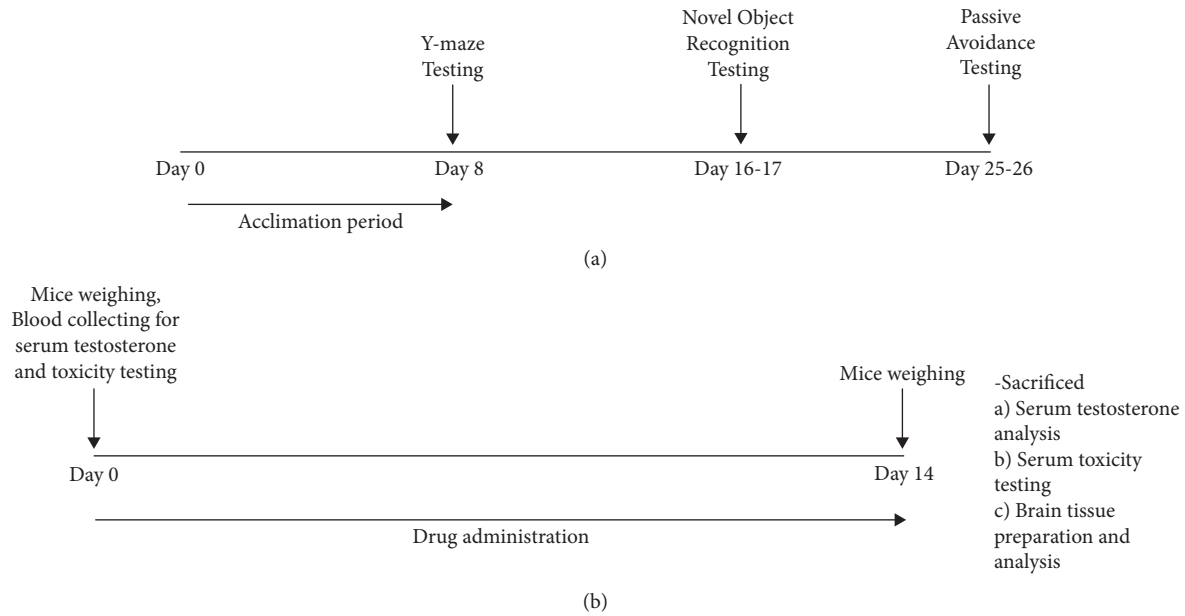 Y-maze
Testing
Novel Object
Recognition
Testing
Passive
Avoidance
Testing
Day 0
Day 8
Day 16-17
Day 25-26
Acclimation period
(a)
Mice weighing,
Blood collecting for
serum testosterone
and toxicity testing
Mice weighing
Day 0
Day 14
Drug administration
-Sacrificed
a) Serum testosterone
analysis
b) Serum toxicity
testing
c) Brain tissue
preparation and
analysis
(b)